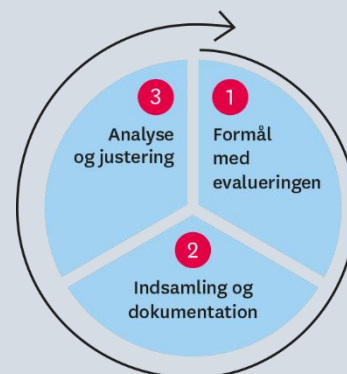 1
Formål
med
evalueringen
2
Indsamling og
dokumentation
3
Analyse
og justering